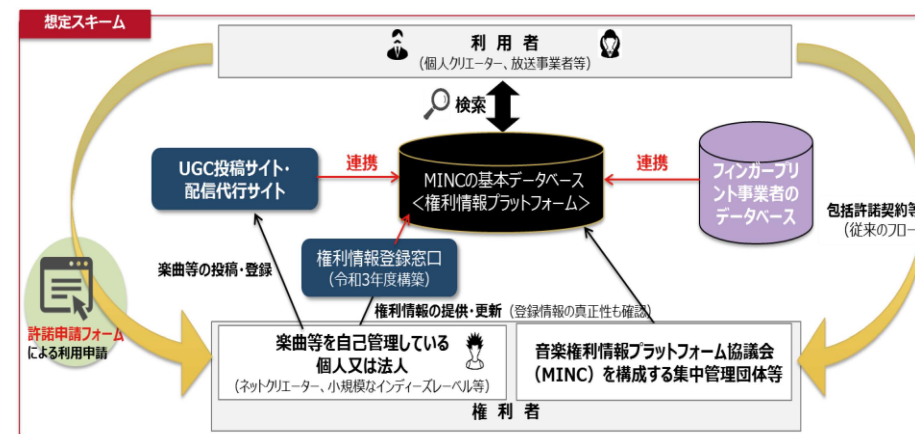 想定スキーム
利用者
(個人クリエーター、放送事業者等)
検索
UGC投稿サイト・
配信代行サイト
連携
MINCの基本データベース
<権利情報プラットフォーム>
連携
フィンガープリ
ント事業者の
データベース
包括許諾契約等
(従来のフロー
権利情報登録窓口
(令和3年度構築)
楽曲等の投稿・登録
権利情報の提供・更新 (登録情報の真正性も確認)
許諾申請フォーム
による利用申請
楽曲等を自己管理している
個人又は法人
(ネットクリエーター、小規模なインディーズレーベル等)
音楽権利情報プラットフォーム協議会
(MINC)を構成する集中管理団体等
権利者